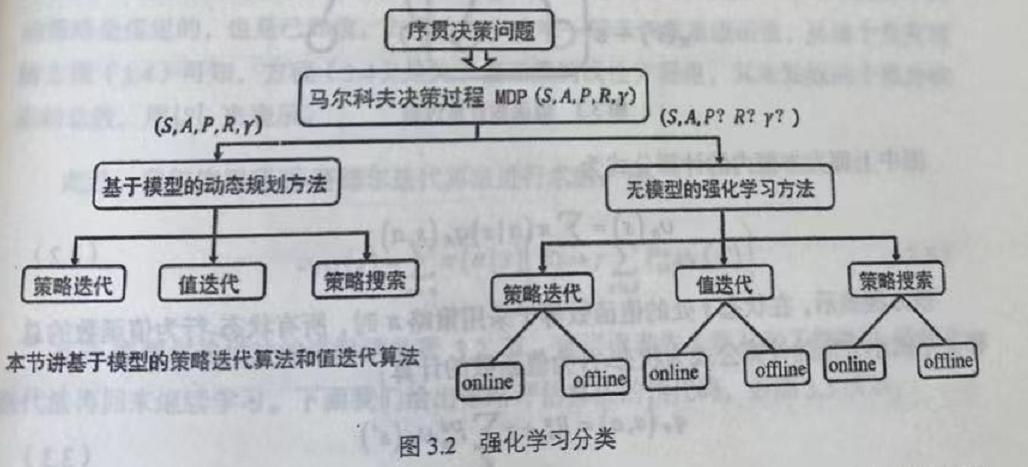 序贯决策问题
马尔科夫决策过程 MDP (S,A,P,R,γ)
(S,A,P,R,γ)
(S,A,P? R? γ? )
基于模型的动态规划方法
无模型的强化学习方法
策略迭代
值迭代
策略搜索
策略迭代
值迭代
策略搜索
本节讲基于模型的策略迭代算法和值迭代算法
online
offline
online
offline
online
offline
图 3.2 强化学习分类